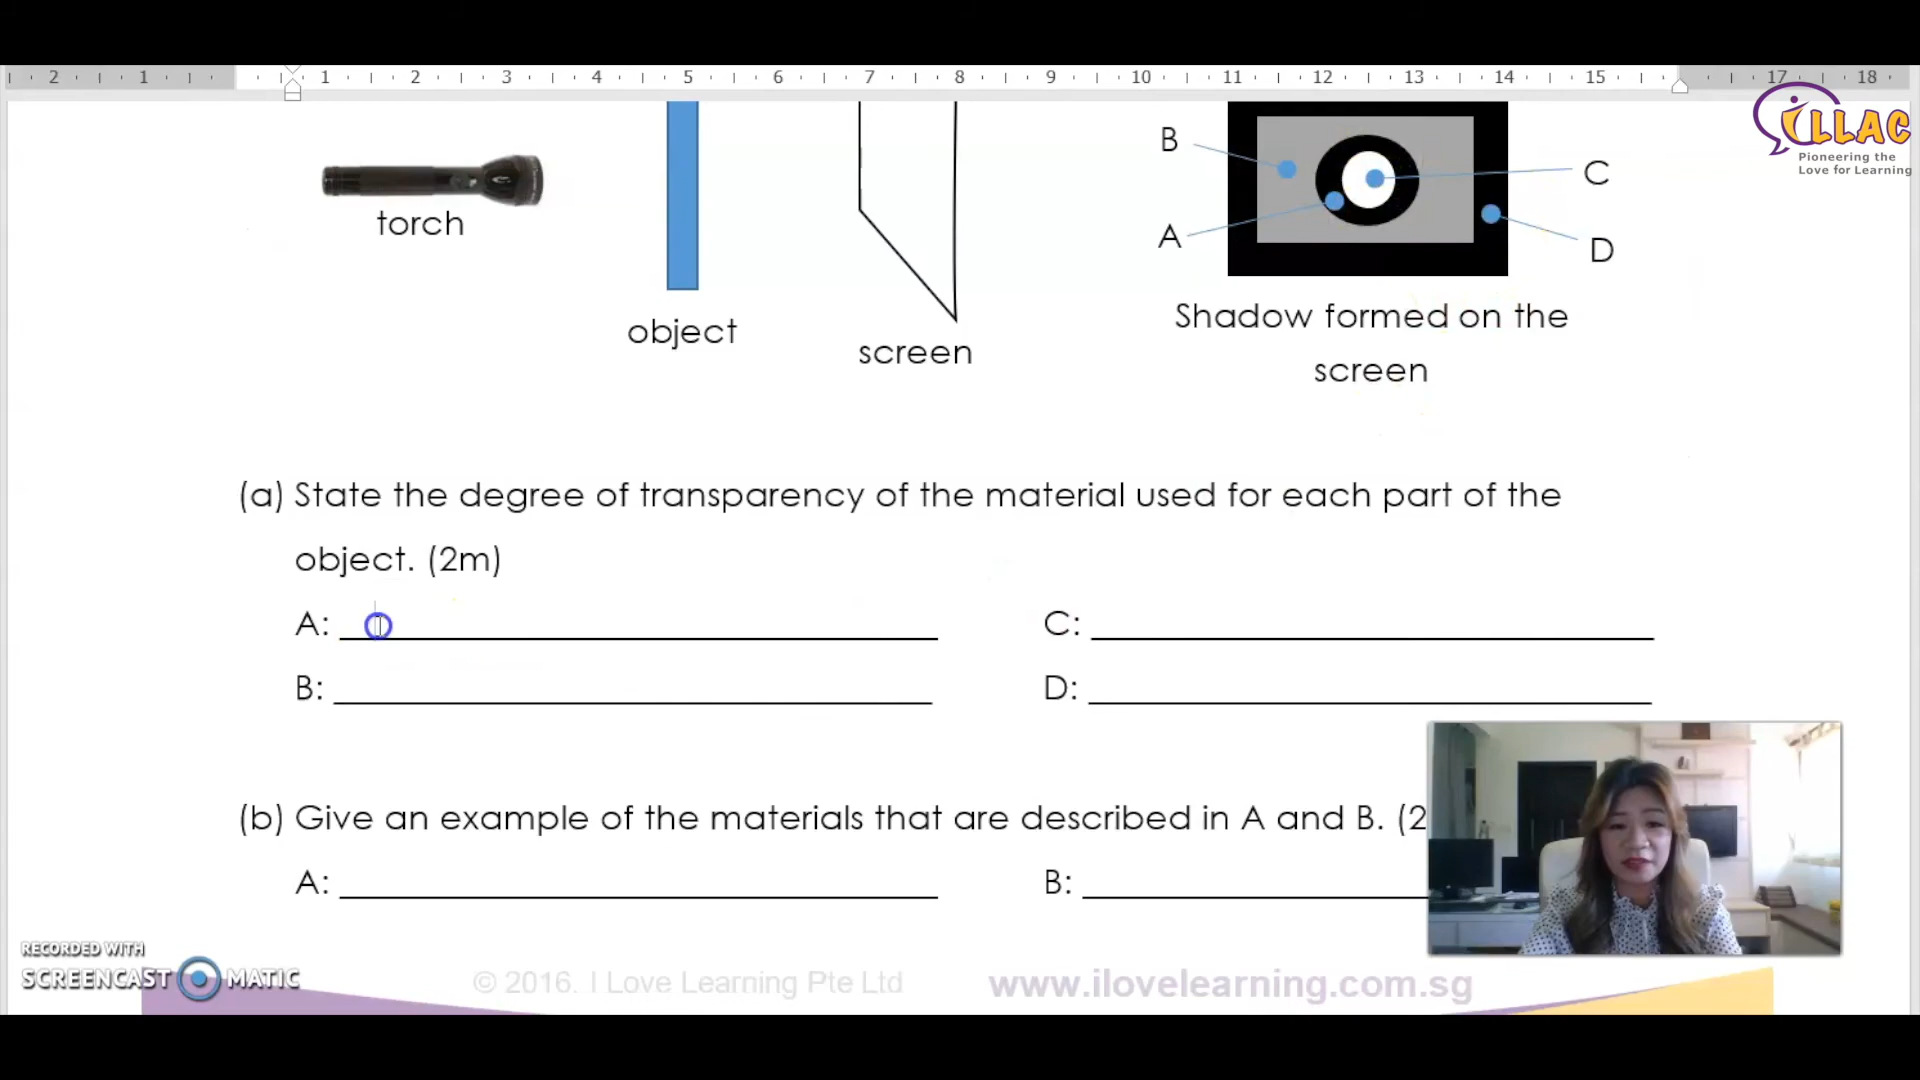 2 1 1 2 3 4 5 6 7 8 9 10 11 12 13 14 15 17 18
iLLAC
Pioneering the
Love for Learning
B
C
A
D
torch
object
screen
Shadow formed on the
screen
(a) State the degree of transparency of the material used for each part of the
object. (2m)
A: C:
B: D:
(b) Give an example of the materials that are described in A and B. (2
A: B:
RECORDED WITH
SCREENCAST MATIC
© 2016. I Love Learning Pte Ltd
www.ilovelearning.com.sg